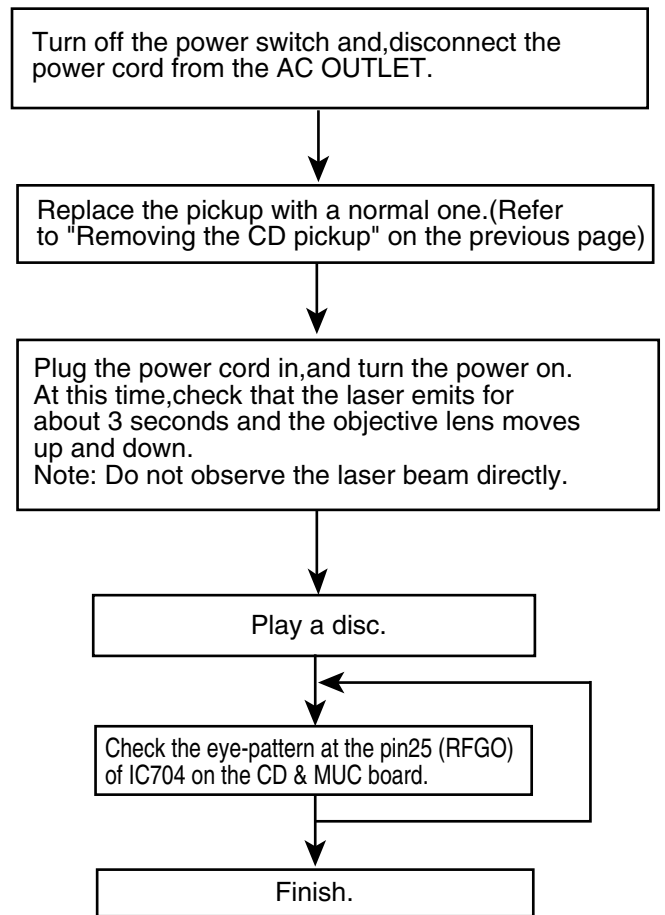 Turn off the power switch and,disconnect the
power cord from the AC OUTLET.
Replace the pickup with a normal one.(Refer
to "Removing the CD pickup" on the previous page)
Plug the power cord in,and turn the power on.
At this time,check that the laser emits for
about 3 seconds and the objective lens moves
up and down.
Note: Do not observe the laser beam directly.
Play a disc.
Check the eye-pattern at the pin25 (RFGO)
of IC704 on the CD & MUC board.
Finish.